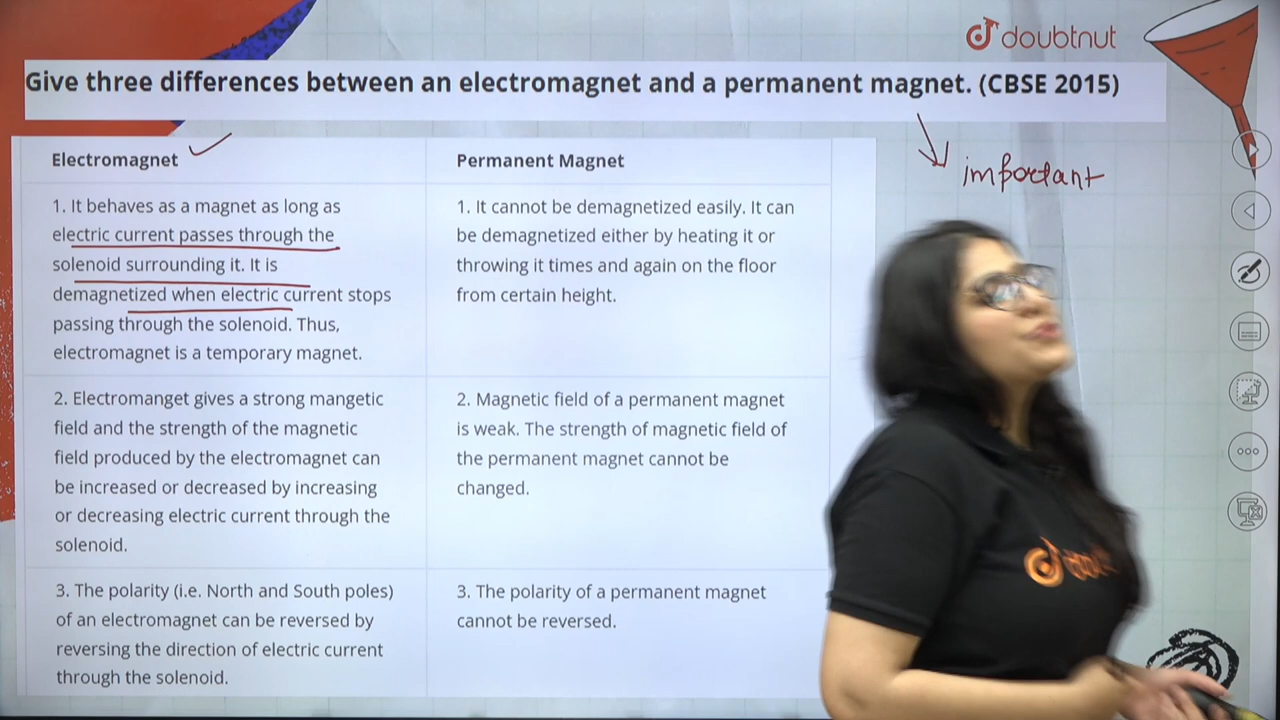 doubtnut
Give three differences between an electromagnet and a permanent magnet. (CBSE 2015)
important
Electromagnet
Permanent Magnet
1. It behaves as a magnet as long as
electric current passes through the
solenoid surrounding it. It is
demagnetized when electric current stops
passing through the solenoid. Thus,
electromagnet is a temporary magnet.
1. It cannot be demagnetized easily. It can
be demagnetized either by heating it or
throwing it times and again on the floor
from certain height.
2. Electromanget gives a strong mangetic
field and the strength of the magnetic
field produced by the electromagnet can
be increased or decreased by increasing
or decreasing electric current through the
solenoid.
2. Magnetic field of a permanent magnet
is weak. The strength of magnetic field of
the permanent magnet cannot be
changed.
3. The polarity (i.e. North and South poles)
of an electromagnet can be reversed by
reversing the direction of electric current
through the solenoid.
3. The polarity of a permanent magnet
cannot be reversed.